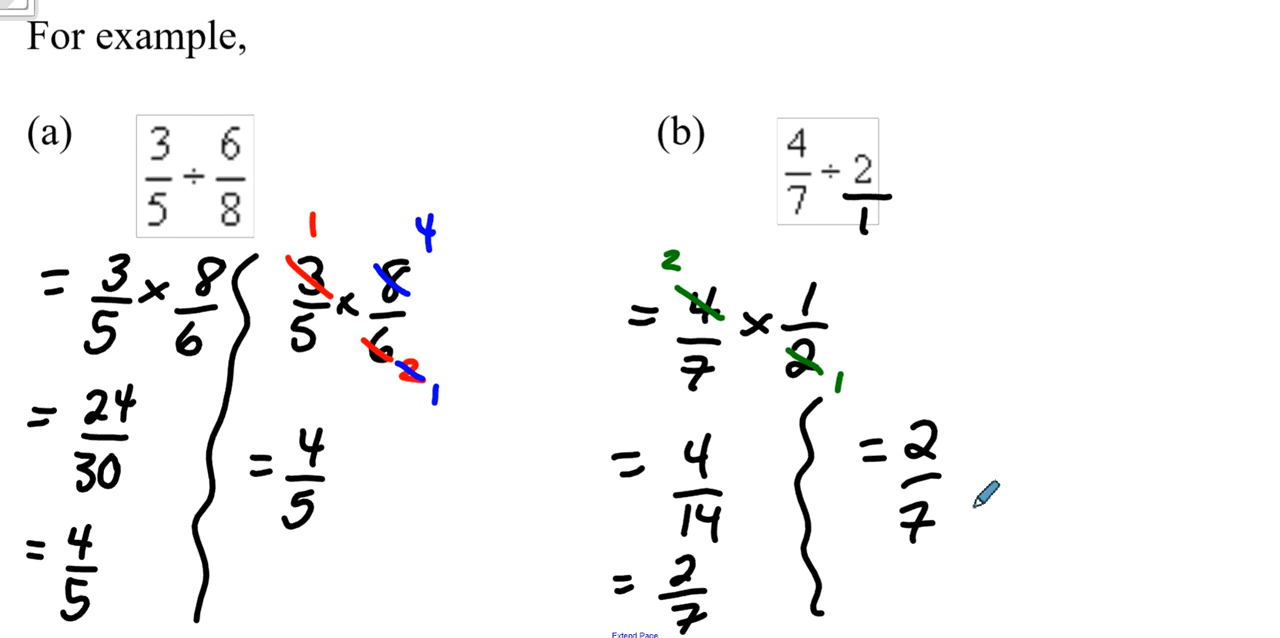 For example,
(a) 3/5 ÷ 6/8
= 3/5 × 8/6
= 24/30
= 4/5
1 4
3/5 × 8/6
2 1
= 4/5
(b) 4/7 ÷ 2/1
2
= 4/7 × 1/2
1
= 4/14
= 2/7
= 2/7
Extend Page